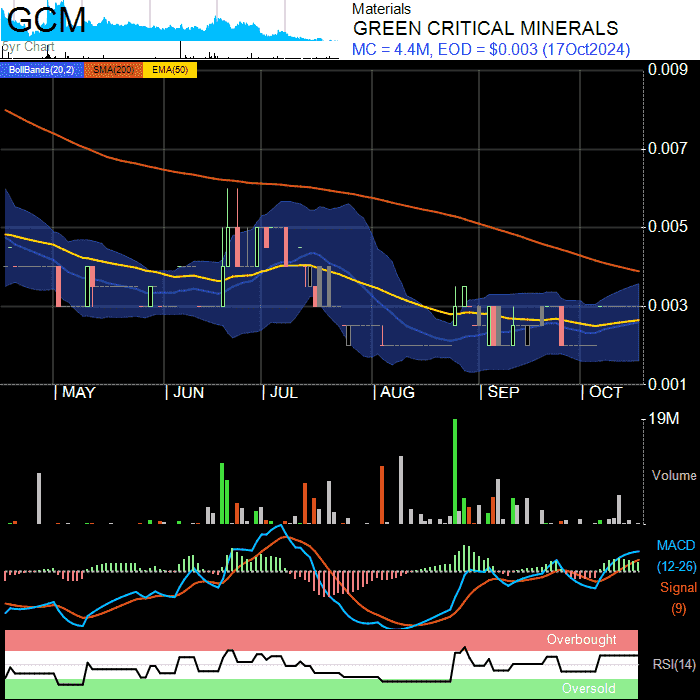 GCM
Materials
GREEN CRITICAL MINERALS
MC = 4.4M, EOD = $0.003 (17Oct2024)
5yr Chart
BollBands(20,2) SMA(200) EMA(50)
0.009
0.007
0.005
0.003
0.001
MAY JUN JUL AUG SEP OCT
19M
Volume
MACD
(12-26)
Signal
(9)
Overbought
RSI(14)
Oversold